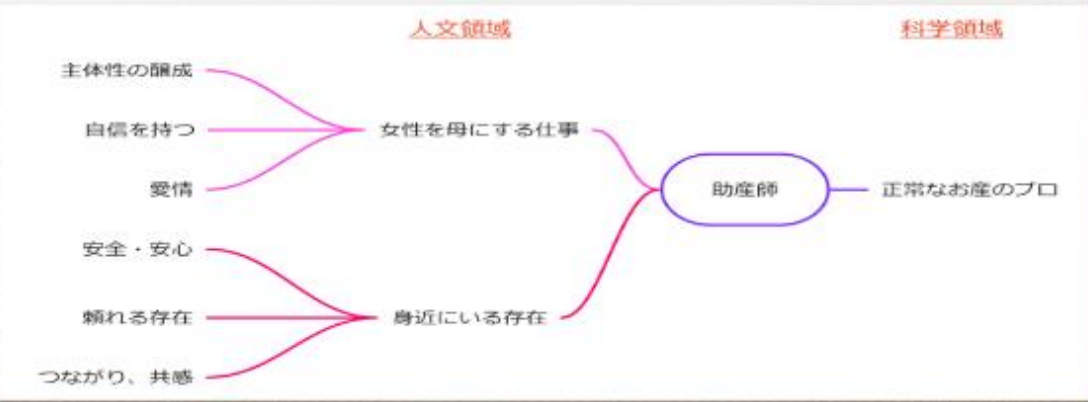 人文領域
科学領域
主体性の醸成
自信を持つ
愛情
女性を母にする仕事
安全・安心
頼れる存在
つながり、共感
身近にいる存在
助産師
正常なお産のプロ